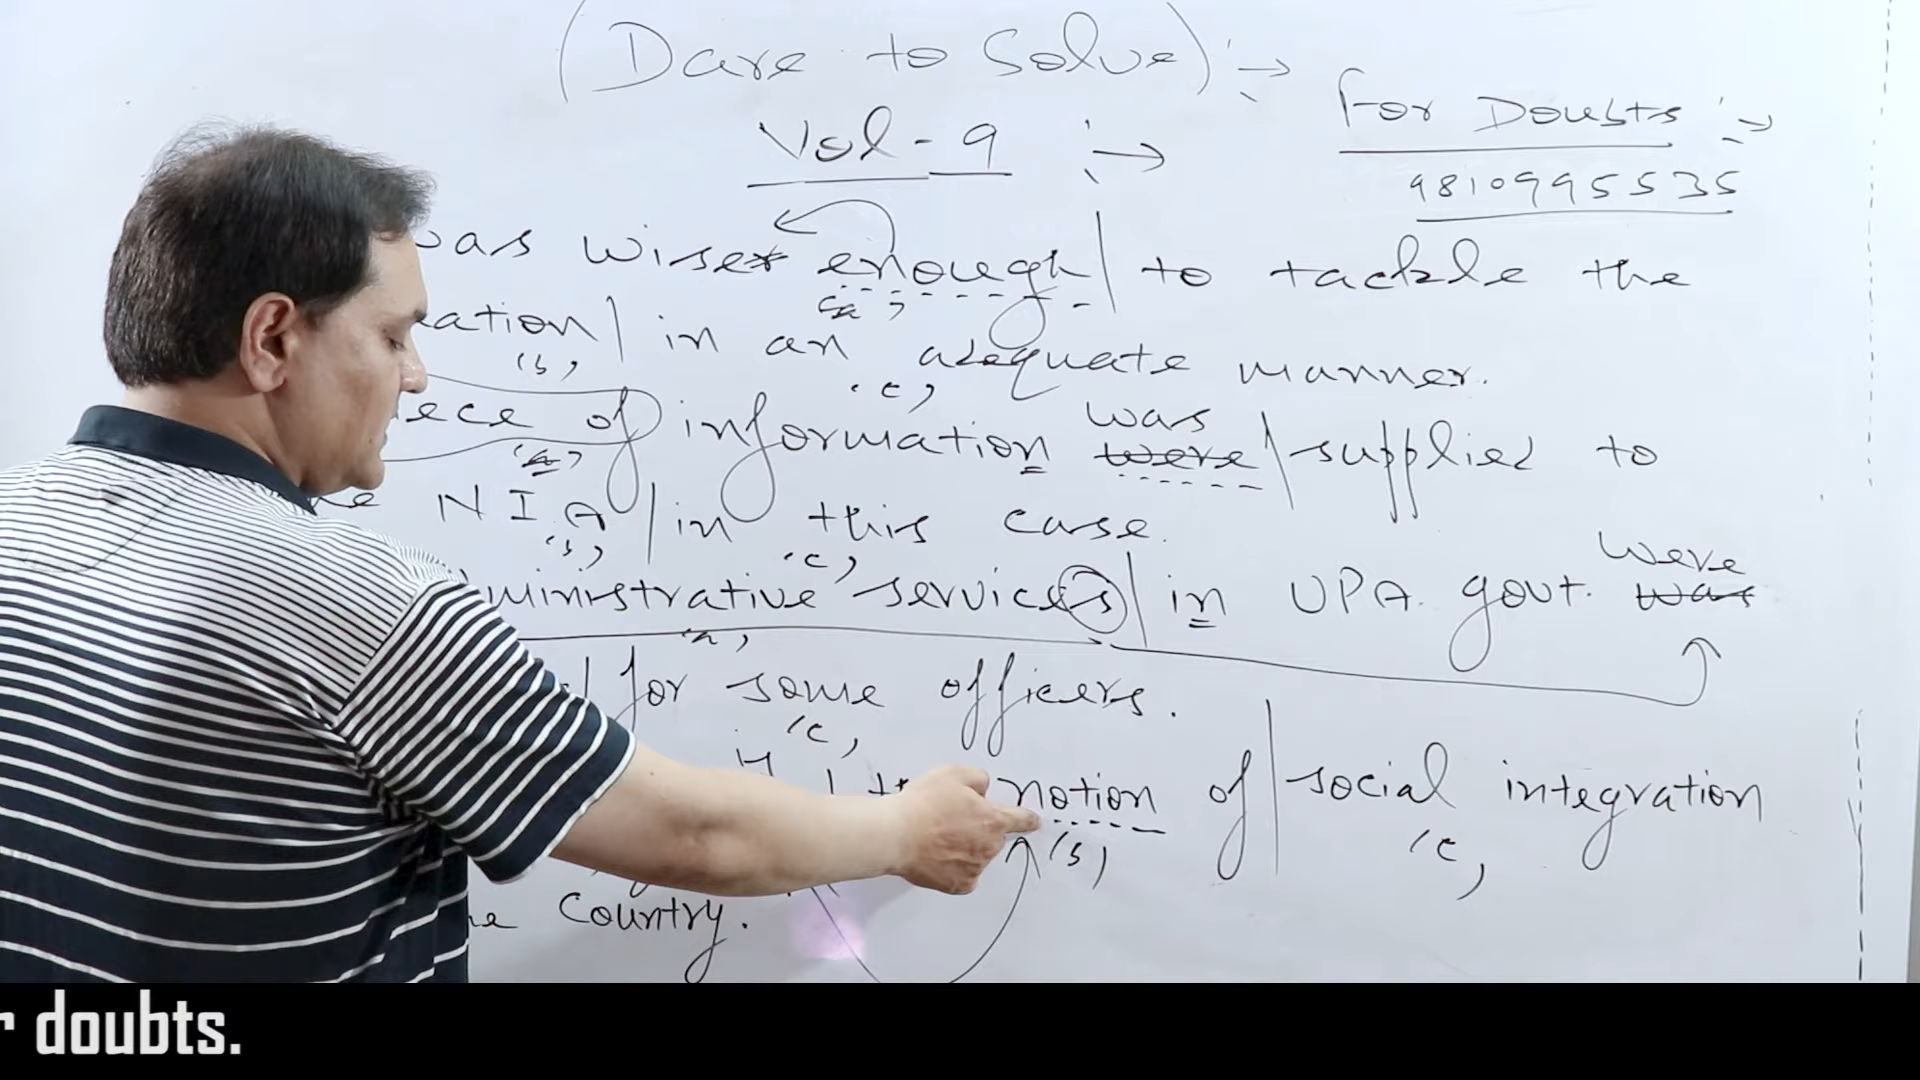 (Dare to Solve) :→
Vol - 9 :→
For Doubts :→
9810995535
was wiser enough | to tackle the
(a)
ation | in an adequate manner.
(b) (c)
was
ece of information were | supplied to
(a)
NIA | in this case.
(b) (c)
were
ministrative services | in UPA govt. was
(a)
for some officers.
(c)
notion of | social integration
(b) (c)
country.
r doubts.